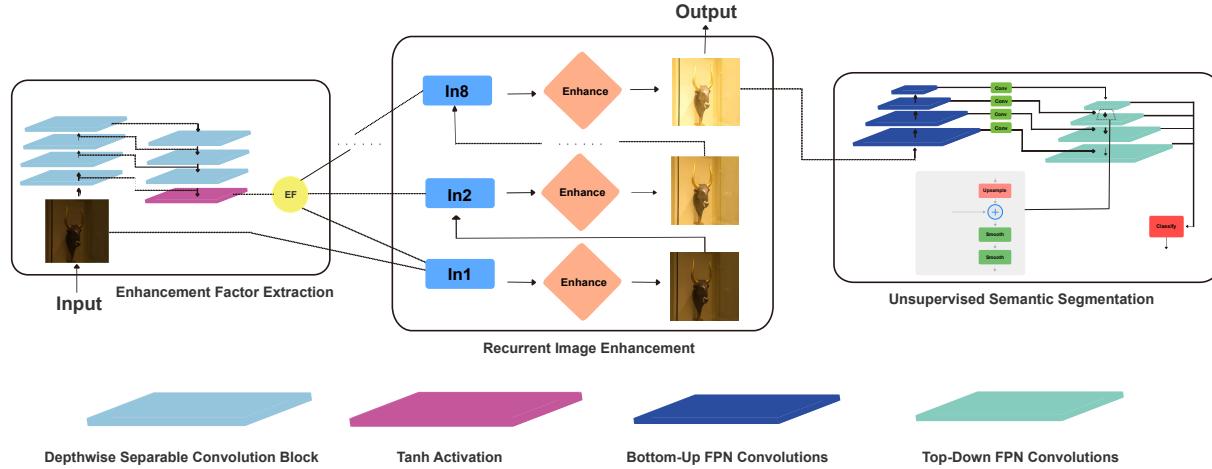 Output
In8
Enhance
EF
In2
Enhance
In1
Enhance
Input
Enhancement Factor Extraction
Recurrent Image Enhancement
Conv
Conv
Conv
Conv
Upsample
Smooth
Smooth
Classify
Unsupervised Semantic Segmentation
Depthwise Separable Convolution Block
Tanh Activation
Bottom-Up FPN Convolutions
Top-Down FPN Convolutions